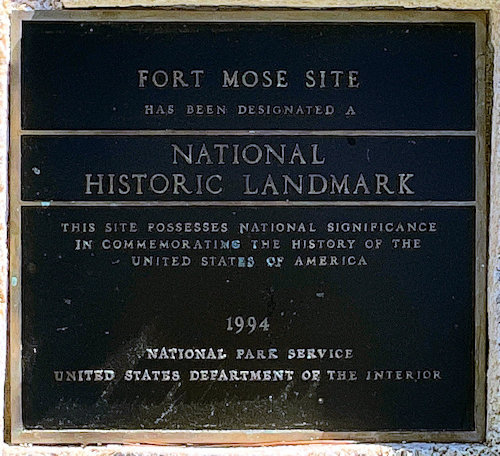 FORT MOSE SITE
HAS BEEN DESIGNATED A
NATIONAL
HISTORIC LANDMARK
THIS SITE POSSESSES NATIONAL SIGNIFICANCE
IN COMMEMORATING THE HISTORY OF THE
UNITED STATES OF AMERICA
1994
NATIONAL PARK SERVICE
UNITED STATES DEPARTMENT OF THE INTERIOR